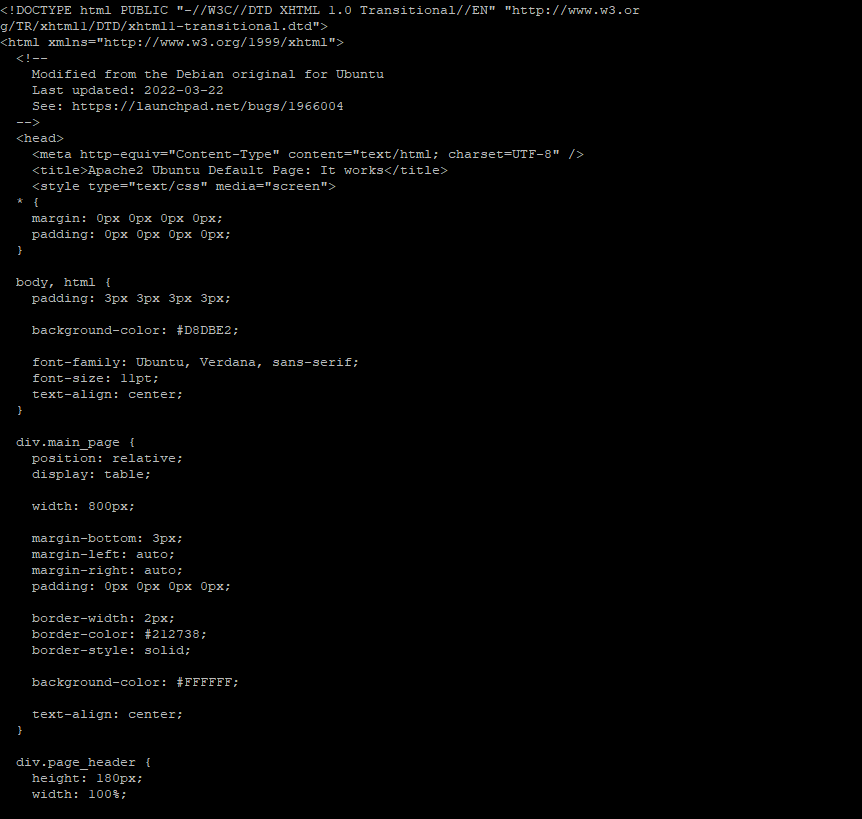 <!DOCTYPE html PUBLIC "-//W3C//DTD XHTML 1.0 Transitional//EN" "http://www.w3.or
g/TR/xhtml1/DTD/xhtml1-transitional.dtd">
<html xmlns="http://www.w3.org/1999/xhtml">
  <!--
    Modified from the Debian original for Ubuntu
    Last updated: 2022-03-22
    See: https://launchpad.net/bugs/1966004
  -->
  <head>
    <meta http-equiv="Content-Type" content="text/html; charset=UTF-8" />
    <title>Apache2 Ubuntu Default Page: It works</title>
    <style type="text/css" media="screen">
  * {
    margin: 0px 0px 0px 0px;
    padding: 0px 0px 0px 0px;
  }

  body, html {
    padding: 3px 3px 3px 3px;

    background-color: #D8DBE2;

    font-family: Ubuntu, Verdana, sans-serif;
    font-size: 11pt;
    text-align: center;
  }

  div.main_page {
    position: relative;
    display: table;

    width: 800px;

    margin-bottom: 3px;
    margin-left: auto;
    margin-right: auto;
    padding: 0px 0px 0px 0px;

    border-width: 2px;
    border-color: #212738;
    border-style: solid;

    background-color: #FFFFFF;

    text-align: center;
  }

  div.page_header {
    height: 180px;
    width: 100%;